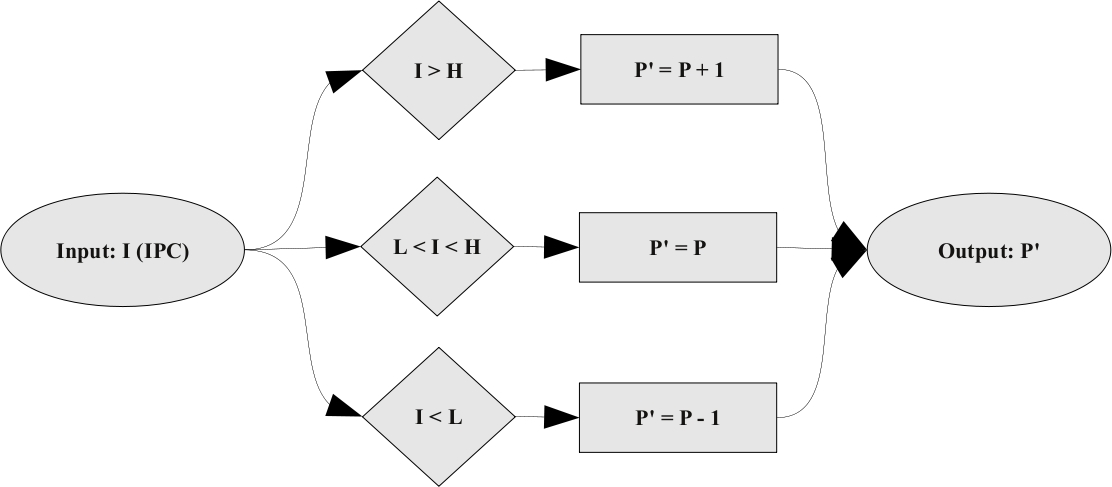 Input: I (IPC)
I > H
P' = P + 1
L < I < H
P' = P
I < L
P' = P - 1
Output: P'